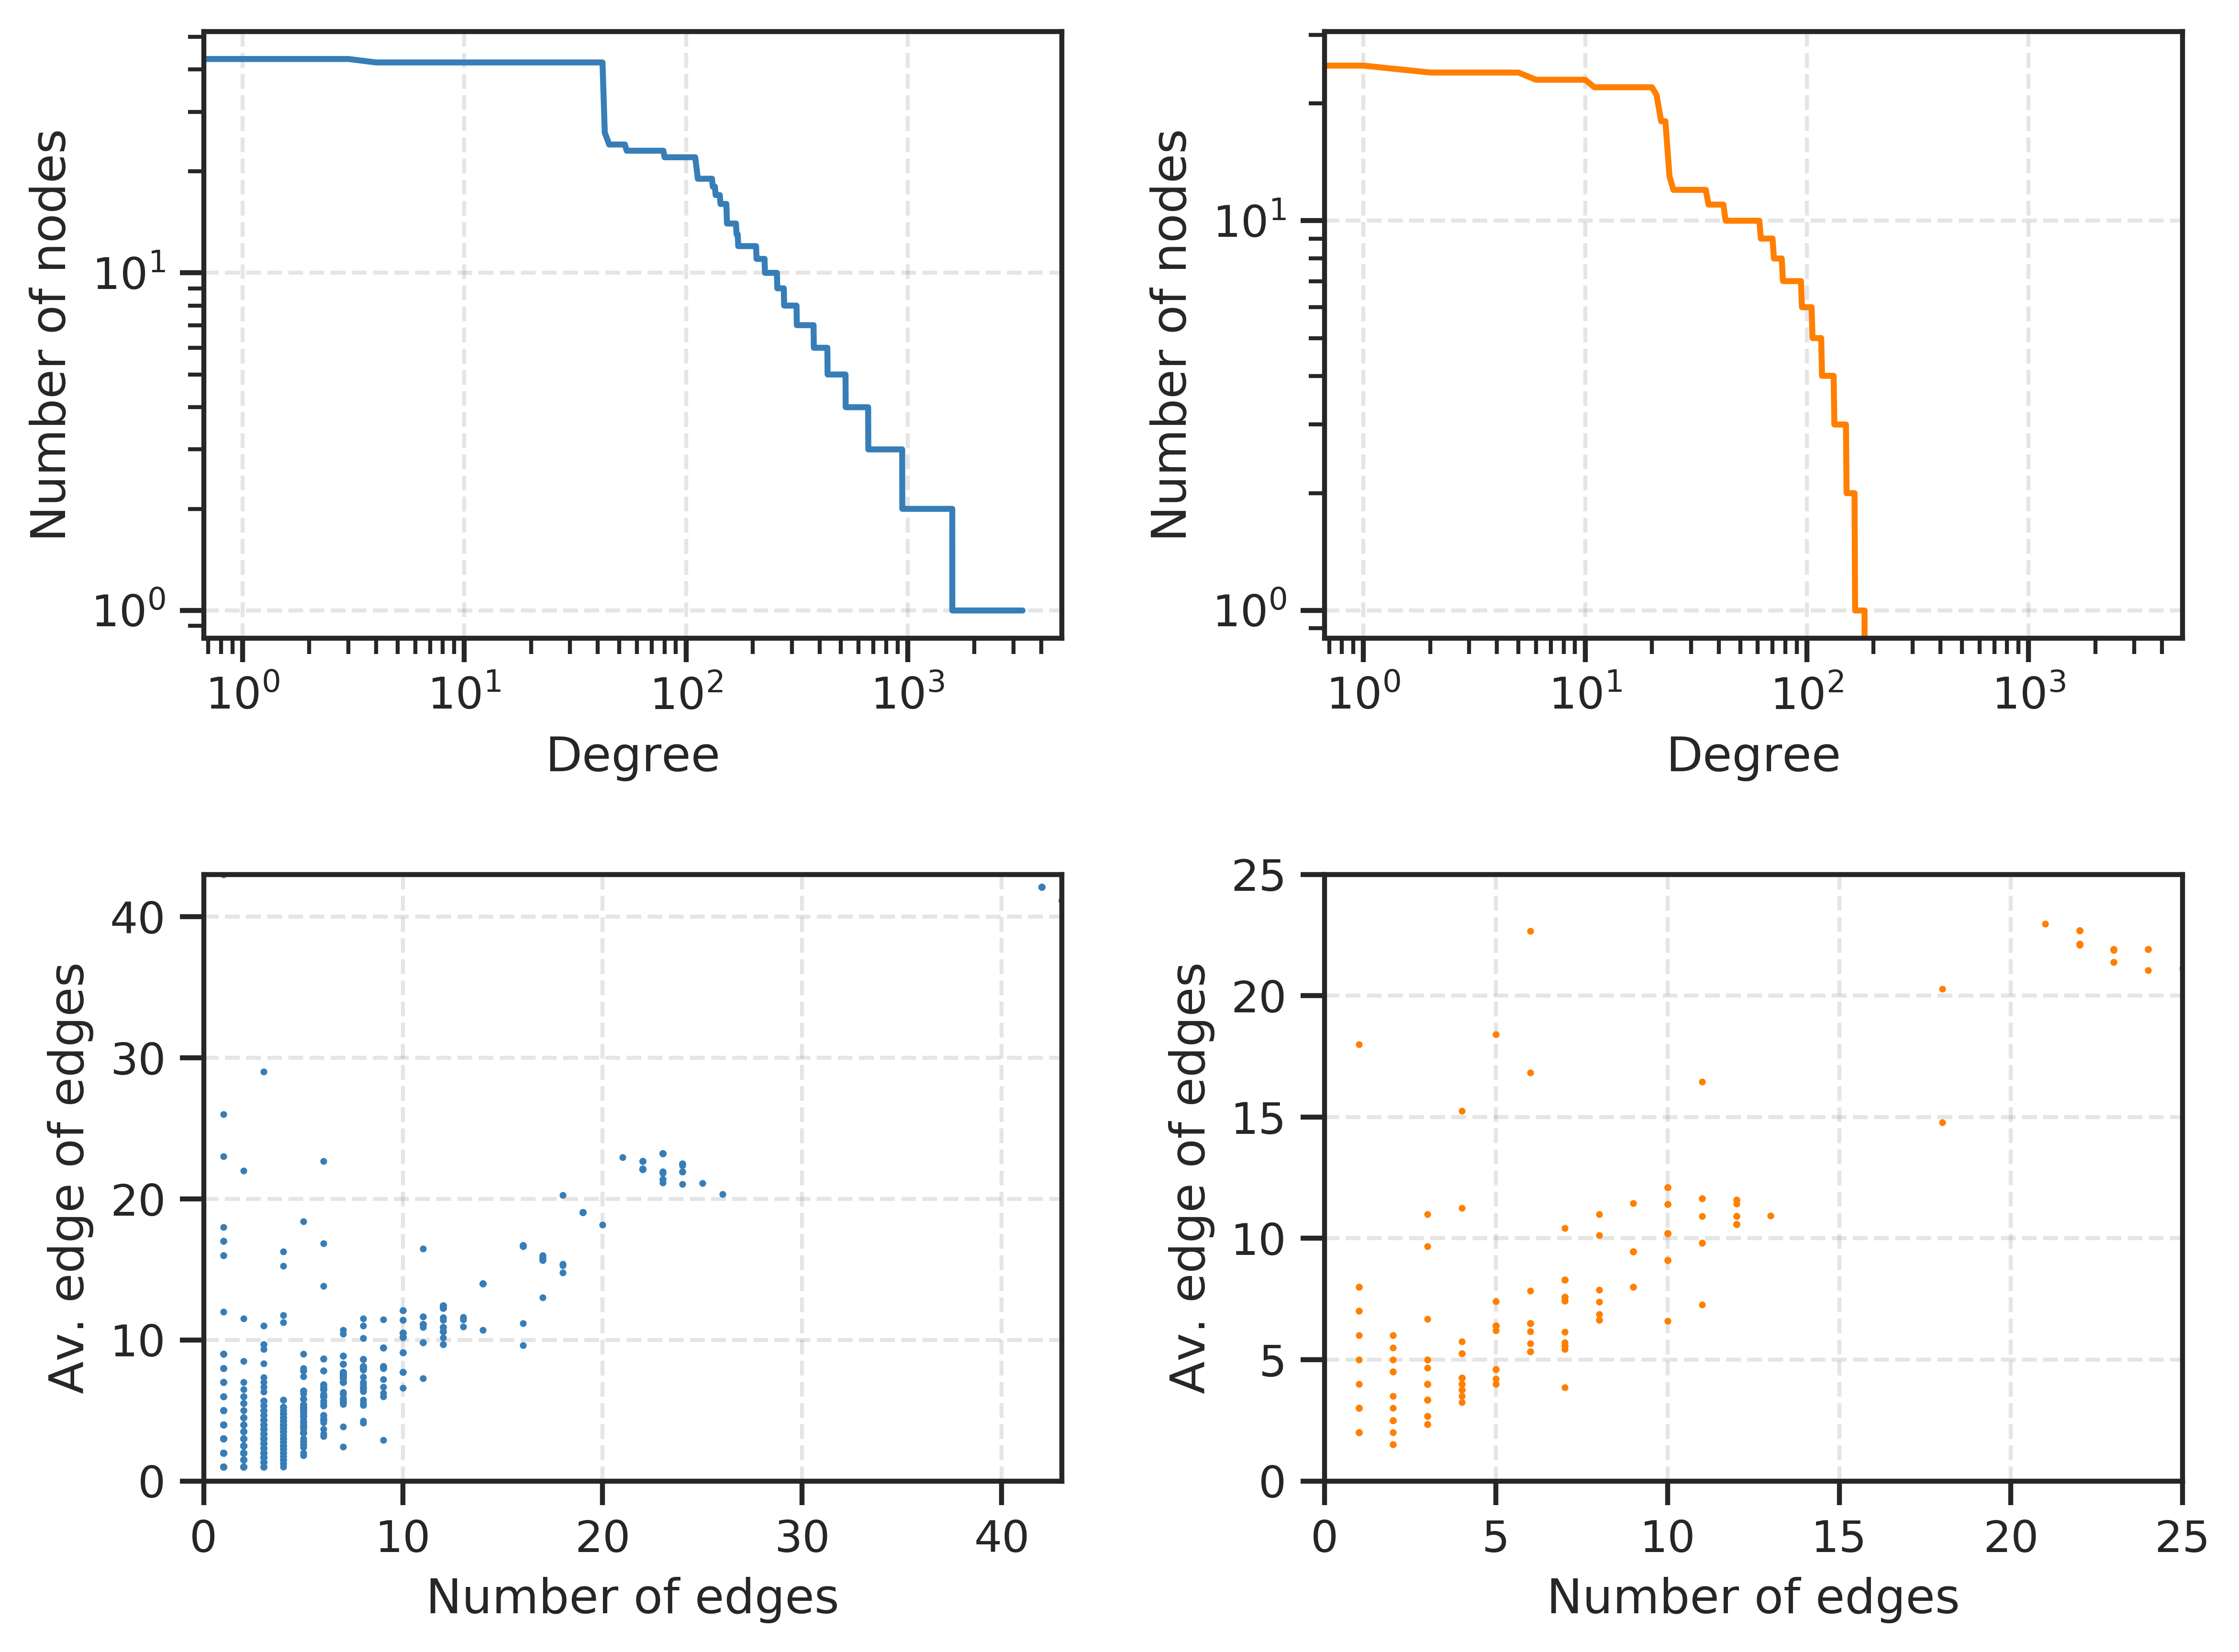 Number of nodes
10¹
10⁰
10⁰ 10¹ 10² 10³
Degree
Number of nodes
10¹
10⁰
10⁰ 10¹ 10² 10³
Degree
Av. edge of edges
40
30
20
10
0
0 10 20 30 40
Number of edges
Av. edge of edges
25
20
15
10
5
0
0 5 10 15 20 25
Number of edges